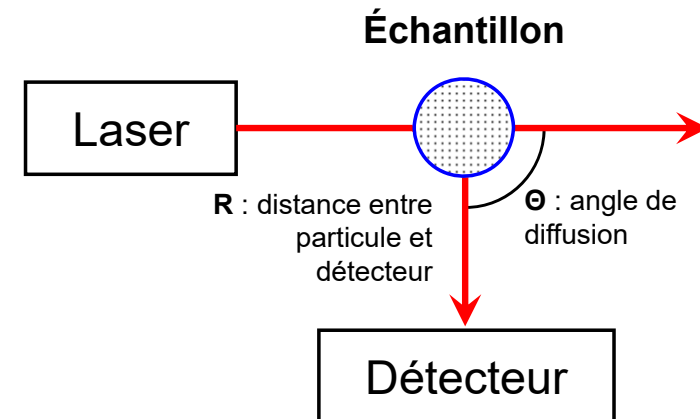 Échantillon
Laser
R : distance entre
particule et
détecteur
Θ : angle de
diffusion
Détecteur